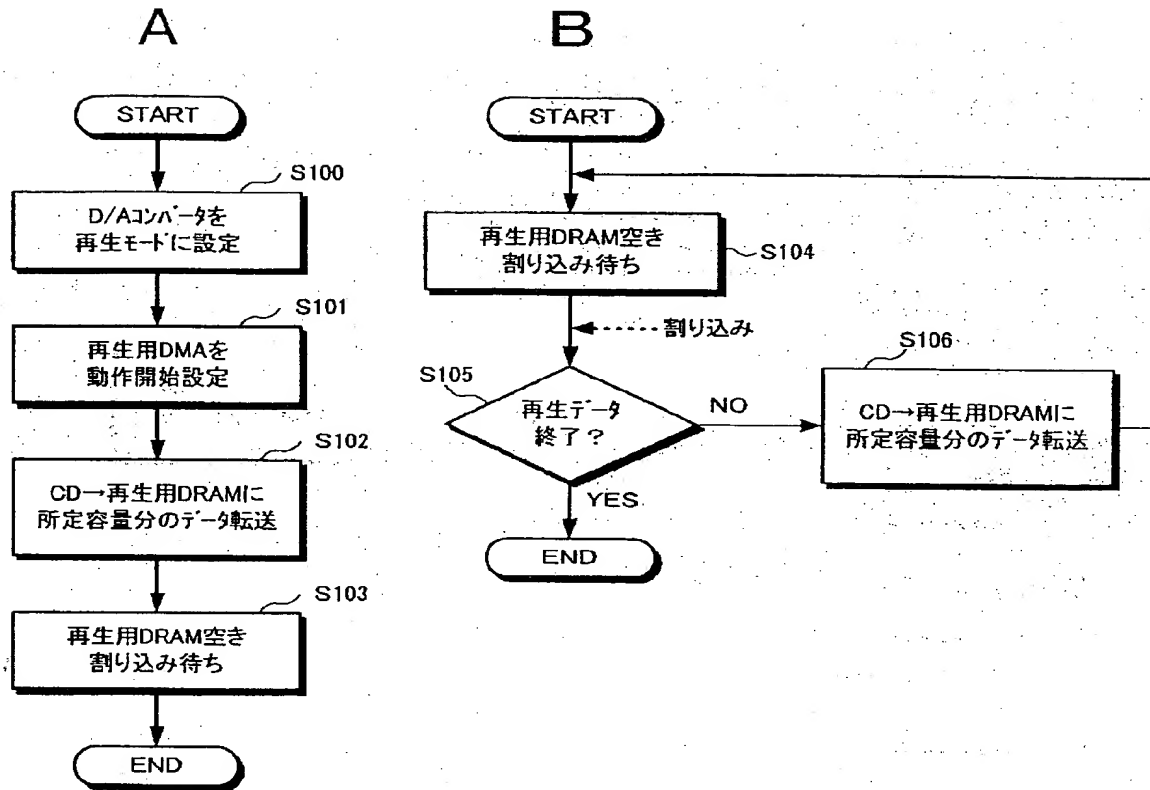 A
START
S100
D/Aコンバータを
再生モードに設定
S101
再生用DMAを
動作開始設定
S102
CD→再生用DRAMに
所定容量分のデータ転送
S103
再生用DRAM空き
割り込み待ち
END
B
START
再生用DRAM空き
割り込み待ち
S104
割り込み
S105
再生データ
終了?
NO
YES
S106
CD→再生用DRAMに
所定容量分のデータ転送
END